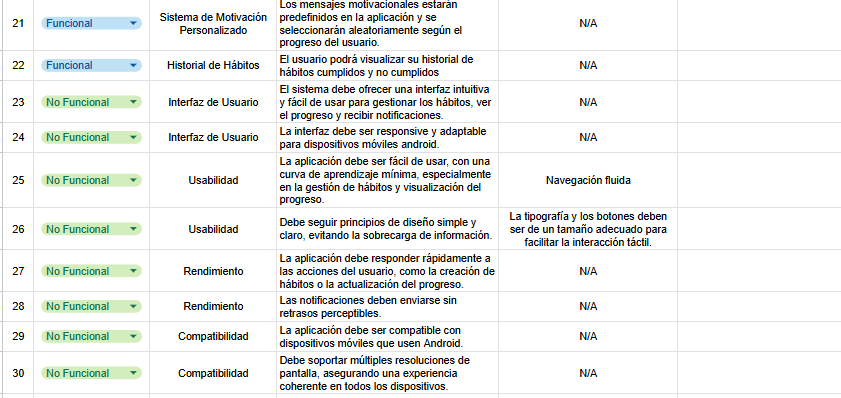 21 Funcional Sistema de Motivación Personalizado Los mensajes motivacionales estarán predefinidos en la aplicación y se seleccionarán aleatoriamente según el progreso del usuario. N/A
22 Funcional Historial de Hábitos El usuario podrá visualizar su historial de hábitos cumplidos y no cumplidos N/A
23 No Funcional Interfaz de Usuario El sistema debe ofrecer una interfaz intuitiva y fácil de usar para gestionar los hábitos, ver el progreso y recibir notificaciones. N/A
24 No Funcional Interfaz de Usuario La interfaz debe ser responsive y adaptable para dispositivos móviles android. N/A
25 No Funcional Usabilidad La aplicación debe ser fácil de usar, con una curva de aprendizaje mínima, especialmente en la gestión de hábitos y visualización del progreso. Navegación fluida
26 No Funcional Usabilidad Debe seguir principios de diseño simple y claro, evitando la sobrecarga de información. La tipografía y los botones deben ser de un tamaño adecuado para facilitar la interacción táctil.
27 No Funcional Rendimiento La aplicación debe responder rápidamente a las acciones del usuario, como la creación de hábitos o la actualización del progreso. N/A
28 No Funcional Rendimiento Las notificaciones deben enviarse sin retrasos perceptibles. N/A
29 No Funcional Compatibilidad La aplicación debe ser compatible con dispositivos móviles que usen Android. N/A
30 No Funcional Compatibilidad Debe soportar múltiples resoluciones de pantalla, asegurando una experiencia coherente en todos los dispositivos. N/A